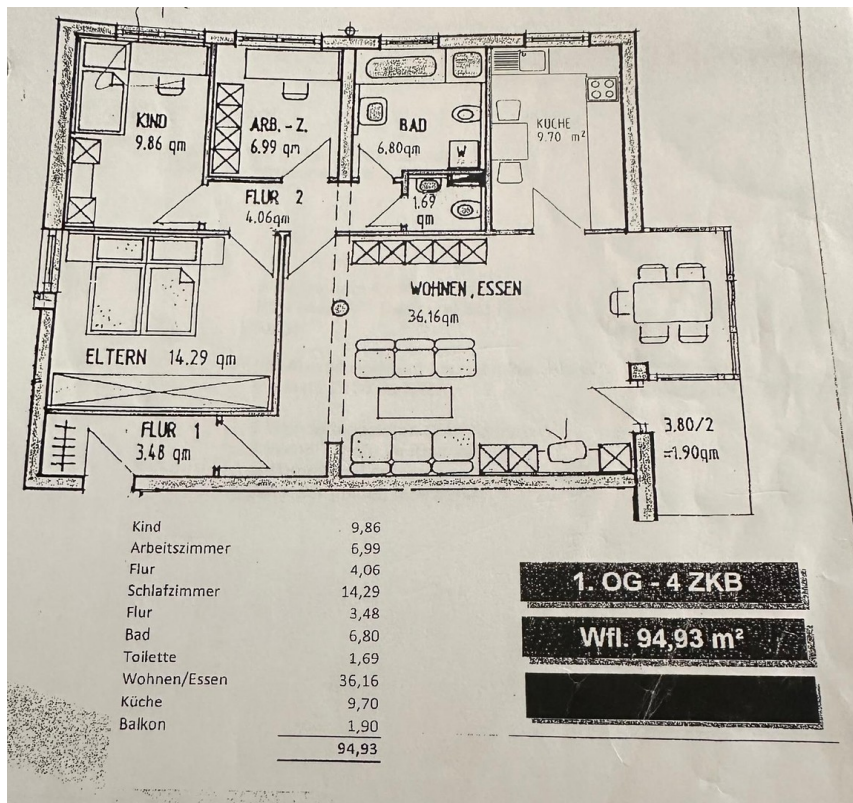 KIND
9.86 qm
ARB. - Z.
6.99 qm
BAD
6.80qm
W
KÜCHE
9.70 m²
FLUR 2
4.06qm
1.69
qm
WOHNEN, ESSEN
36,16qm
ELTERN 14.29 qm
FLUR 1
3.48 qm
3.80/2
=1.90qm
Kind 9,86
Arbeitszimmer 6,99
Flur 4,06
Schlafzimmer 14,29
Flur 3,48
Bad 6,80
Toilette 1,69
Wohnen/Essen 36,16
Küche 9,70
Balkon 1,90
94,93
1. OG - 4 ZKB
Wfl. 94,93 m²